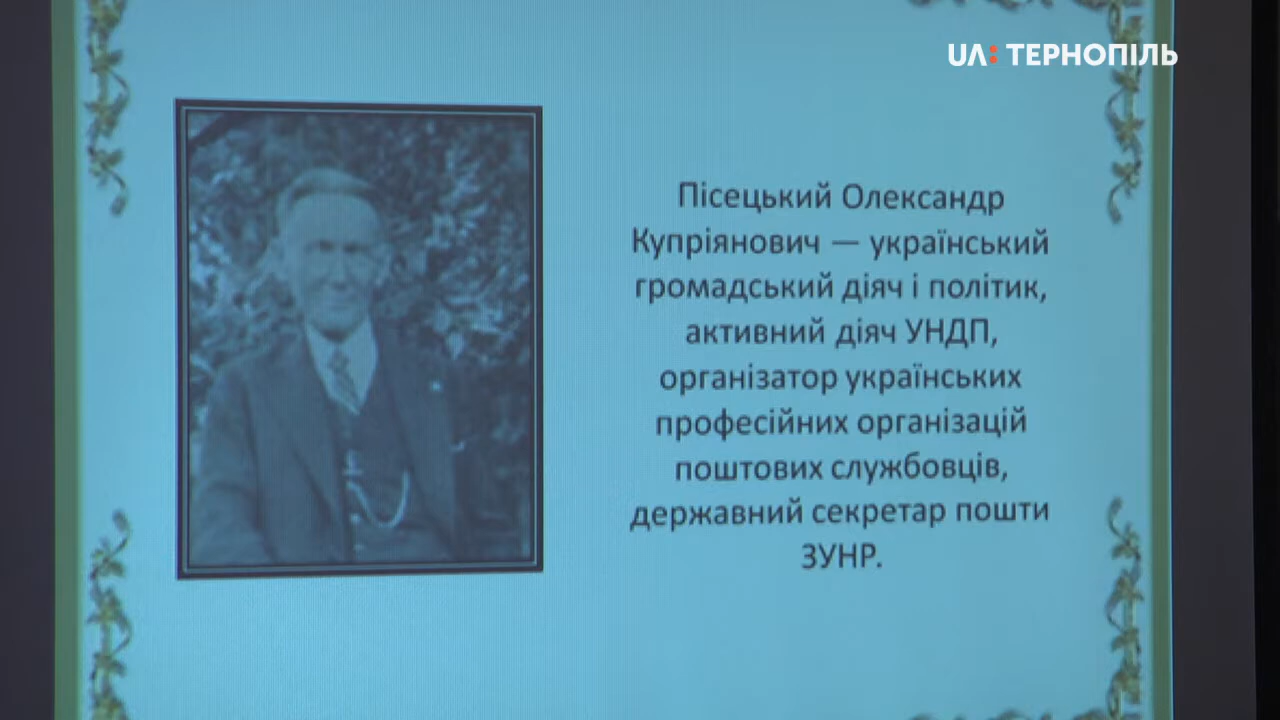 UA: ТЕРНОПІЛЬ
Пісецький Олександр
Купріянович — український
громадський діяч і політик,
активний діяч УНДП,
організатор українських
професійних організацій
поштових службовців,
державний секретар пошти
ЗУНР.